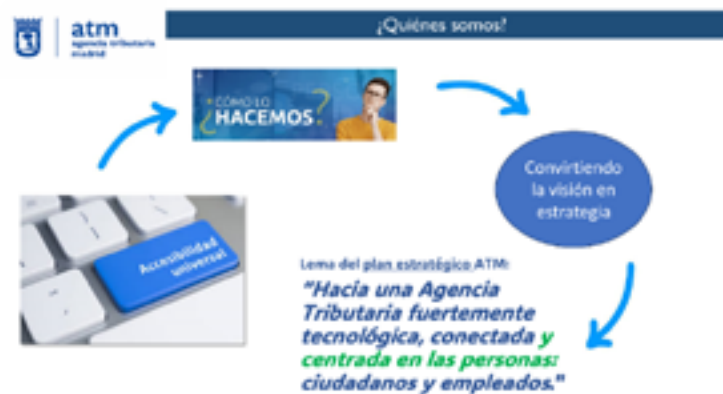 atm
agencia tributaria
madrid
¿Quiénes somos?
¿CÓMO LO
HACEMOS?
Convirtiendo
la visión en
estrategia
Accesibilidad
universal
Lema del plan estratégico ATM:
"Hacia una Agencia
Tributaria fuertemente
tecnológica, conectada y
centrada en las personas:
ciudadanos y empleados."